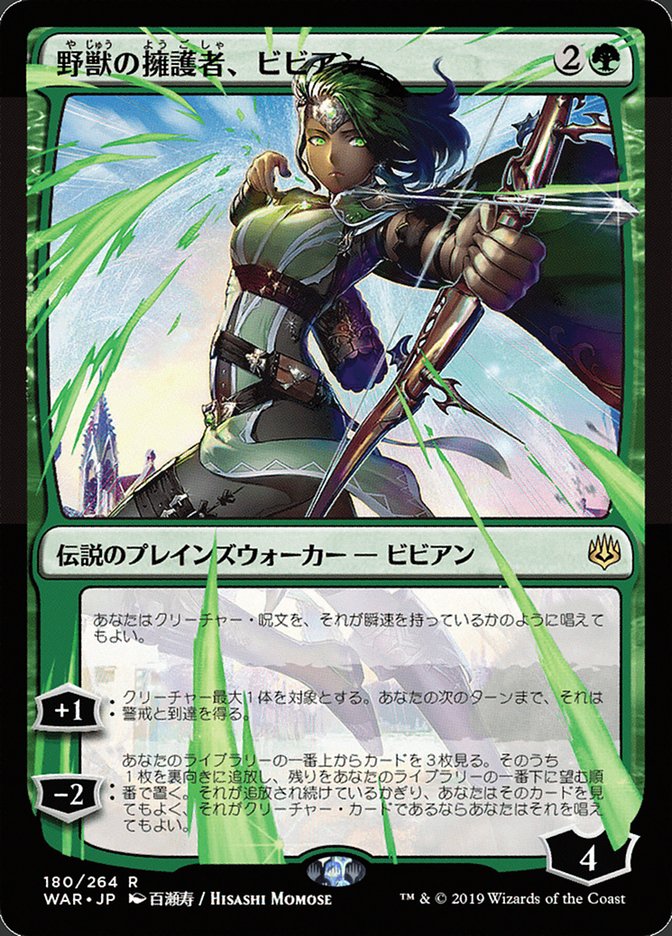 野獣の擁護者、ビビアン
や じゅう よう ご しゃ
2
伝説のプレインズウォーカー — ビビアン
あなたはクリーチャー・呪文を、それが瞬速を持っているかのように唱えて
もよい。
+1 : クリーチャー最大1体を対象とする。あなたの次のターンまで、それは
警戒と到達を得る。
-2 : あなたのライブラリーの一番上からカードを3枚見る。そのうち
1枚を裏向きに追放し、残りをあなたのライブラリーの一番下に望む順
番で置く。それが追放され続けているかぎり、あなたはそのカードを見
てもよく、それがクリーチャー・カードであるならあなたはそれを唱え
てもよい。
4
180/264 R
WAR • JP 百瀬寿 / HISASHI MOMOSE
™ & © 2019 Wizards of the Coast